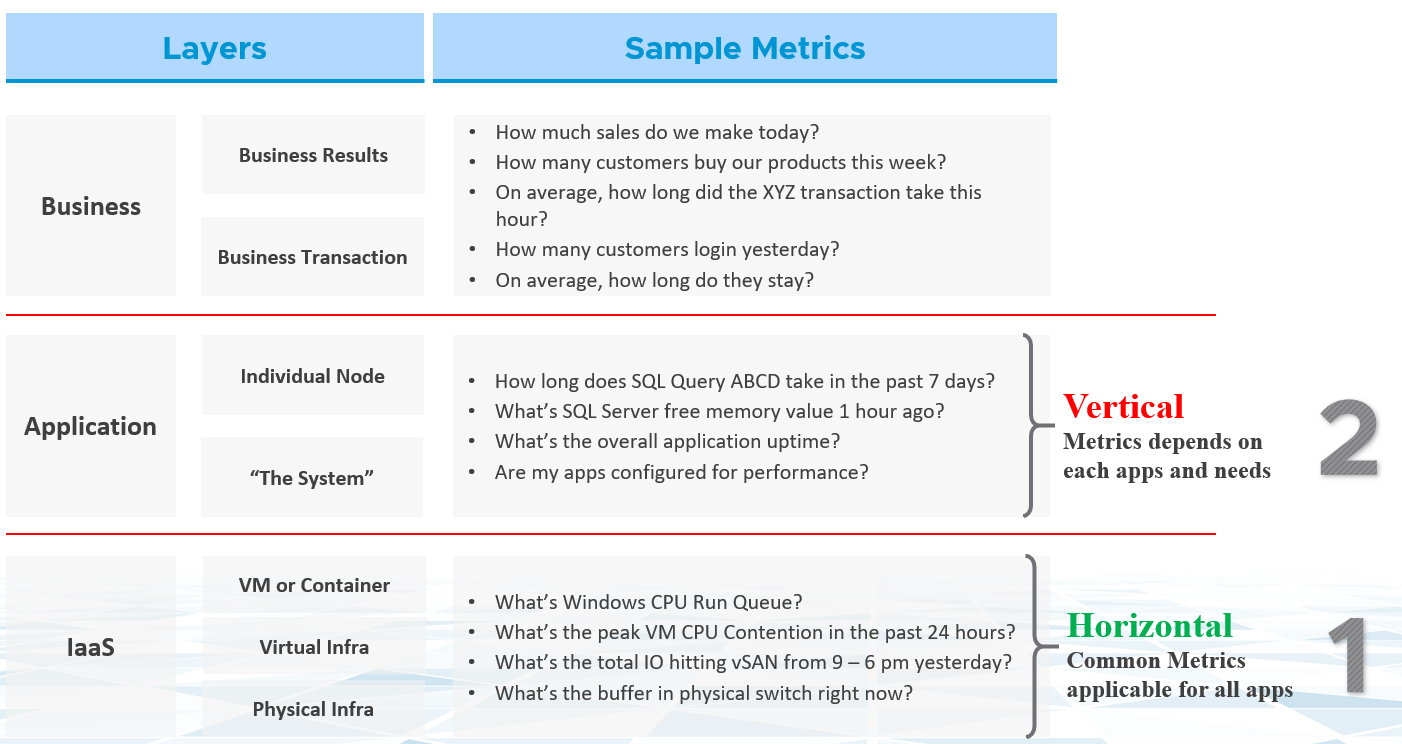 Layers
Sample Metrics
Business
Business Results
Business Transaction
• How much sales do we make today?
• How many customers buy our products this week?
• On average, how long did the XYZ transaction take this
hour?
• How many customers login yesterday?
• On average, how long do they stay?
Application
Individual Node
“The System”
• How long does SQL Query ABCD take in the past 7 days?
• What’s SQL Server free memory value 1 hour ago?
• What’s the overall application uptime?
• Are my apps configured for performance?
Vertical
Metrics depends on
each apps and needs
2
IaaS
VM or Container
Virtual Infra
Physical Infra
• What’s Windows CPU Run Queue?
• What’s the peak VM CPU Contention in the past 24 hours?
• What’s the total IO hitting vSAN from 9 – 6 pm yesterday?
• What’s the buffer in physical switch right now?
Horizontal
Common Metrics
applicable for all apps
1